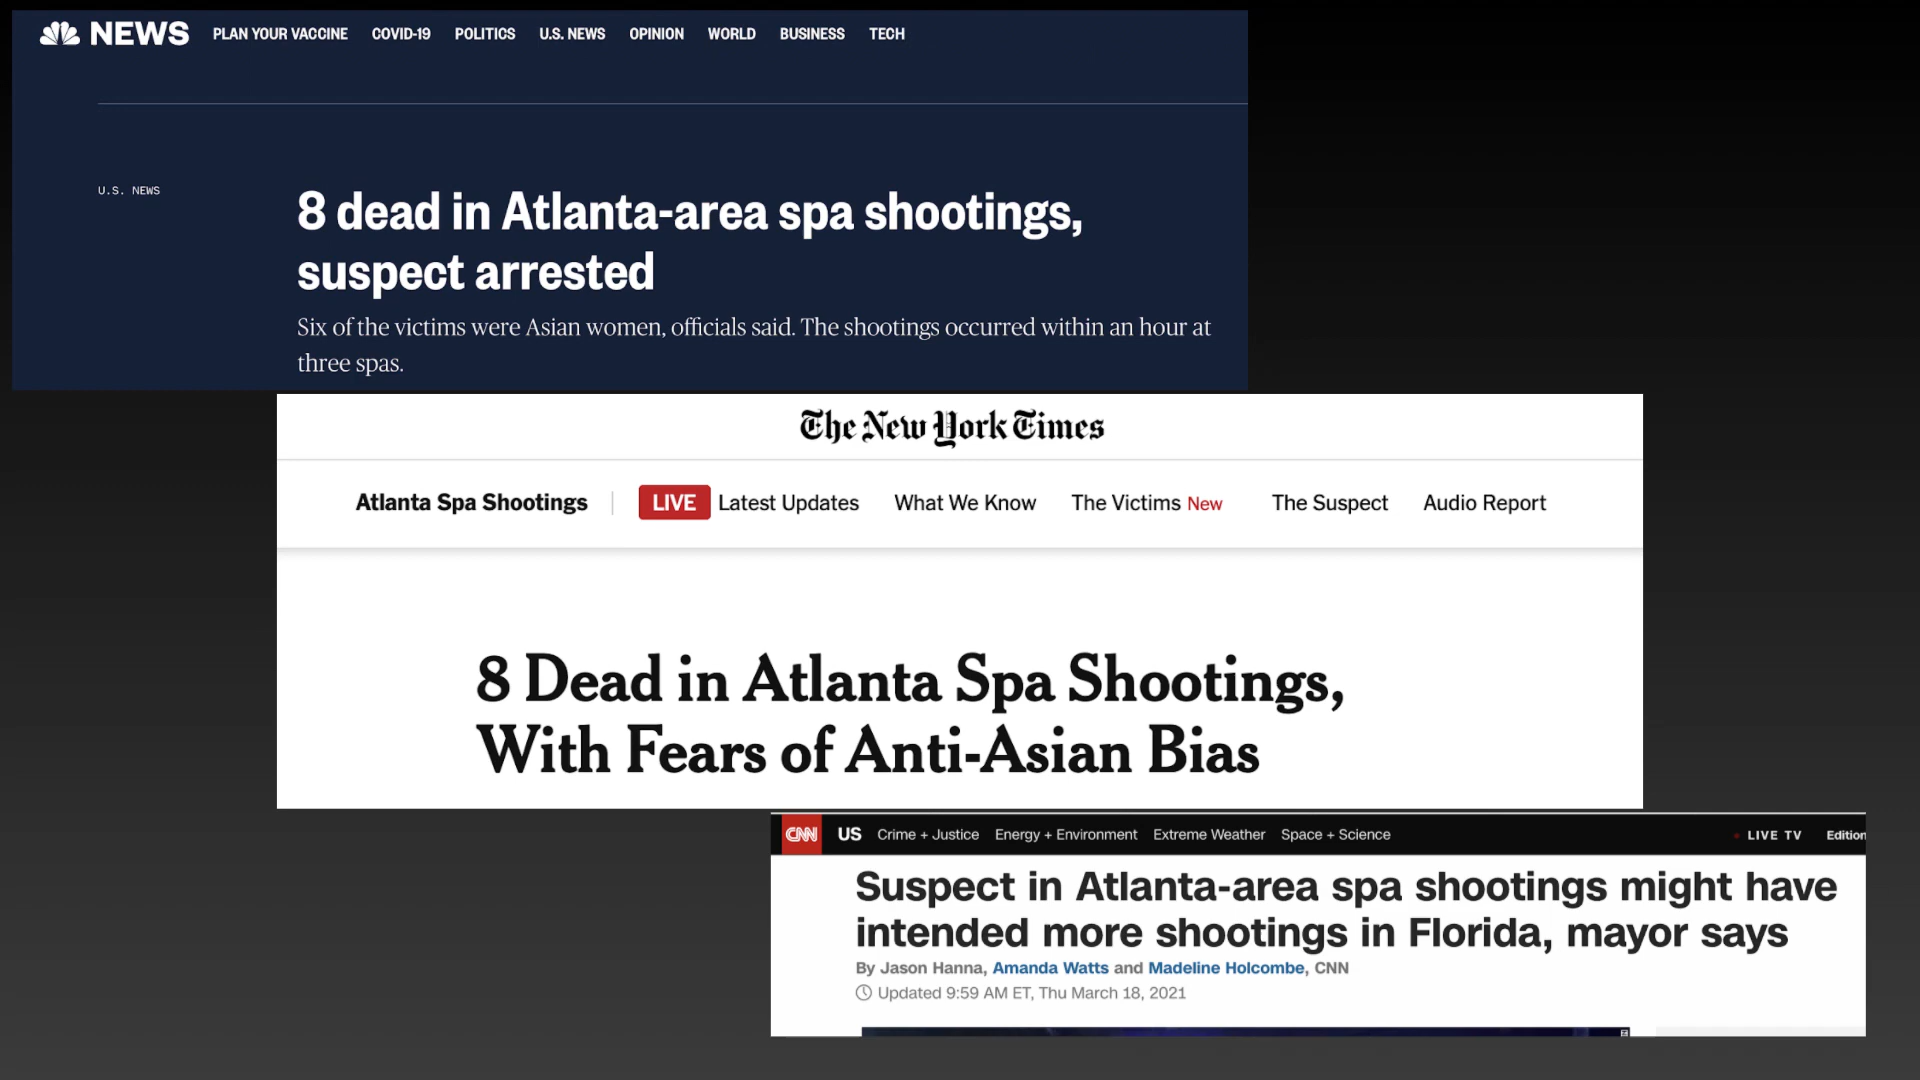 NEWS PLAN YOUR VACCINE COVID-19 POLITICS U.S. NEWS OPINION WORLD BUSINESS TECH
U.S. NEWS
8 dead in Atlanta-area spa shootings,
suspect arrested
Six of the victims were Asian women, officials said. The shootings occurred within an hour at
three spas.
The New York Times
Atlanta Spa Shootings | LIVE Latest Updates What We Know The Victims New The Suspect Audio Report
8 Dead in Atlanta Spa Shootings,
With Fears of Anti-Asian Bias
CNN US Crime + Justice Energy + Environment Extreme Weather Space + Science LIVE TV Edition
Suspect in Atlanta-area spa shootings might have
intended more shootings in Florida, mayor says
By Jason Hanna, Amanda Watts and Madeline Holcombe, CNN
Updated 9:59 AM ET, Thu March 18, 2021